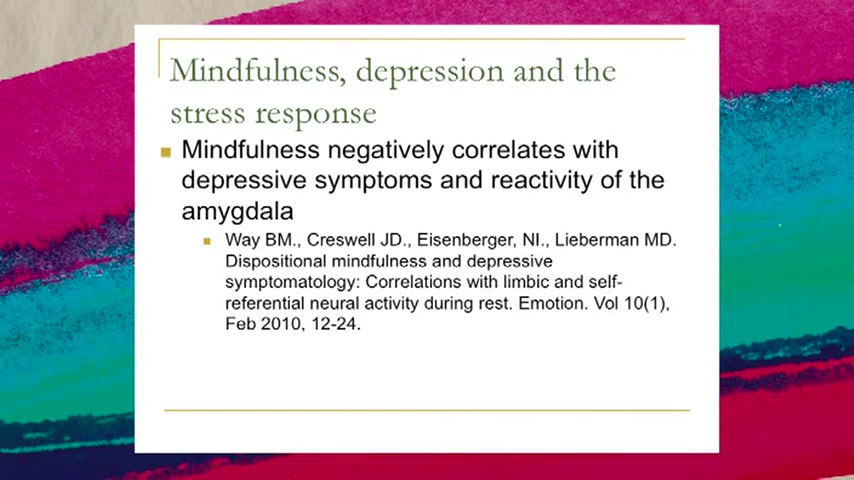 Mindfulness, depression and the
stress response
Mindfulness negatively correlates with
depressive symptoms and reactivity of the
amygdala
Way BM., Creswell JD., Eisenberger, NI., Lieberman MD.
Dispositional mindfulness and depressive
symptomatology: Correlations with limbic and self-
referential neural activity during rest. Emotion. Vol 10(1),
Feb 2010, 12-24.